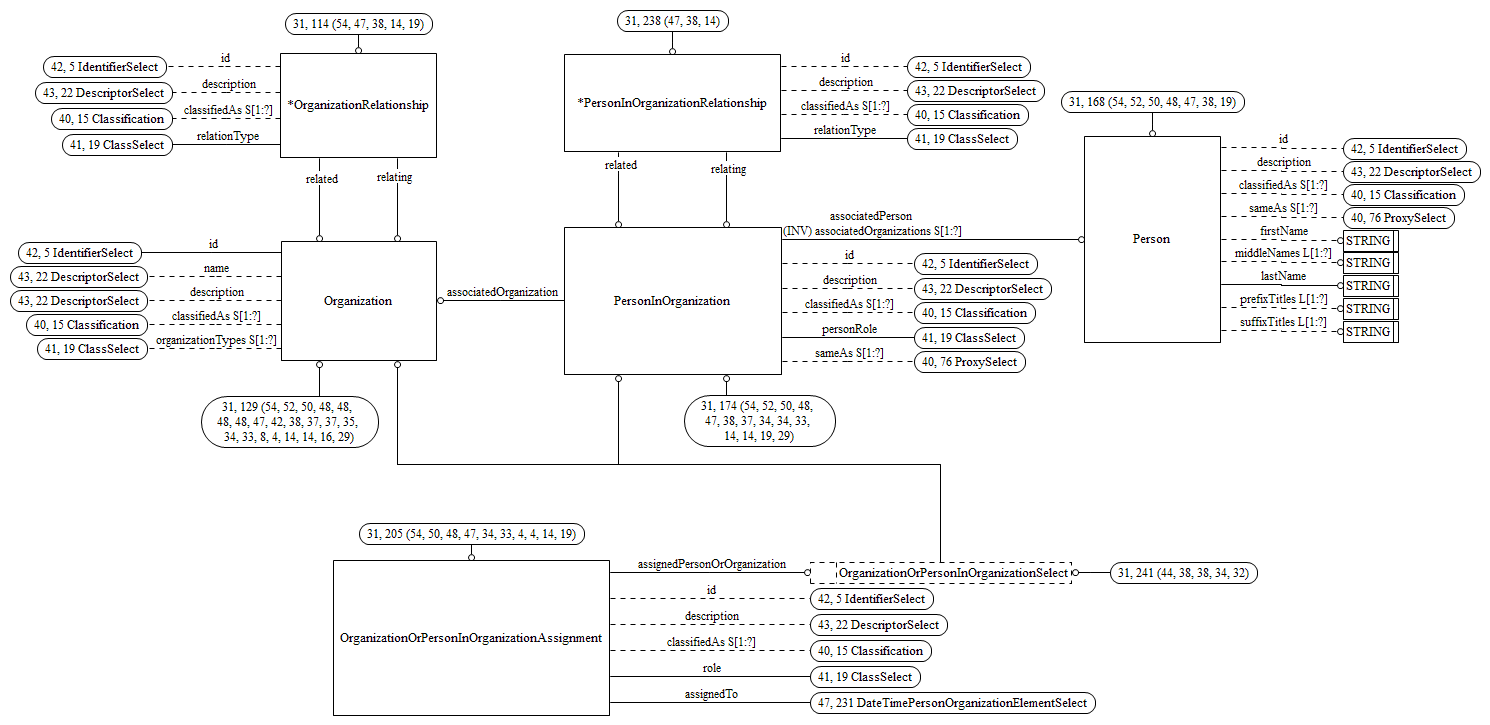 31, 114 (54, 47, 38, 14, 19)
id
42, 5 IdentifierSelect
description
43, 22 DescriptorSelect
classifiedAs S[1:?]
40, 15 Classification
relationType
41, 19 ClassSelect
*OrganizationRelationship
related
relating
31, 238 (47, 38, 14)
*PersonInOrganizationRelationship
id
42, 5 IdentifierSelect
description
43, 22 DescriptorSelect
classifiedAs S[1:?]
40, 15 Classification
relationType
41, 19 ClassSelect
related
relating
31, 168 (54, 52, 50, 48, 47, 38, 19)
Person
id
42, 5 IdentifierSelect
description
43, 22 DescriptorSelect
classifiedAs S[1:?]
40, 15 Classification
sameAs S[1:?]
40, 76 ProxySelect
firstName
STRING
middleNames L[1:?]
STRING
lastName
STRING
prefixTitles L[1:?]
STRING
suffixTitles L[1:?]
STRING
id
42, 5 IdentifierSelect
name
43, 22 DescriptorSelect
description
43, 22 DescriptorSelect
classifiedAs S[1:?]
40, 15 Classification
organizationTypes S[1:?]
41, 19 ClassSelect
Organization
associatedOrganization
PersonInOrganization
associatedPerson
(INV) associatedOrganizations S[1:?]
id
42, 5 IdentifierSelect
description
43, 22 DescriptorSelect
classifiedAs S[1:?]
40, 15 Classification
personRole
41, 19 ClassSelect
sameAs S[1:?]
40, 76 ProxySelect
31, 129 (54, 52, 50, 48, 48,
48, 48, 47, 42, 38, 37, 37, 35,
34, 33, 8, 4, 14, 14, 16, 29)
31, 174 (54, 52, 50, 48,
47, 38, 37, 34, 34, 33,
14, 14, 19, 29)
31, 205 (54, 50, 48, 47, 34, 33, 4, 4, 14, 19)
OrganizationOrPersonInOrganizationAssignment
assignedPersonOrOrganization
OrganizationOrPersonInOrganizationSelect
31, 241 (44, 38, 38, 34, 32)
id
42, 5 IdentifierSelect
description
43, 22 DescriptorSelect
classifiedAs S[1:?]
40, 15 Classification
role
41, 19 ClassSelect
assignedTo
47, 231 DateTimePersonOrganizationElementSelect